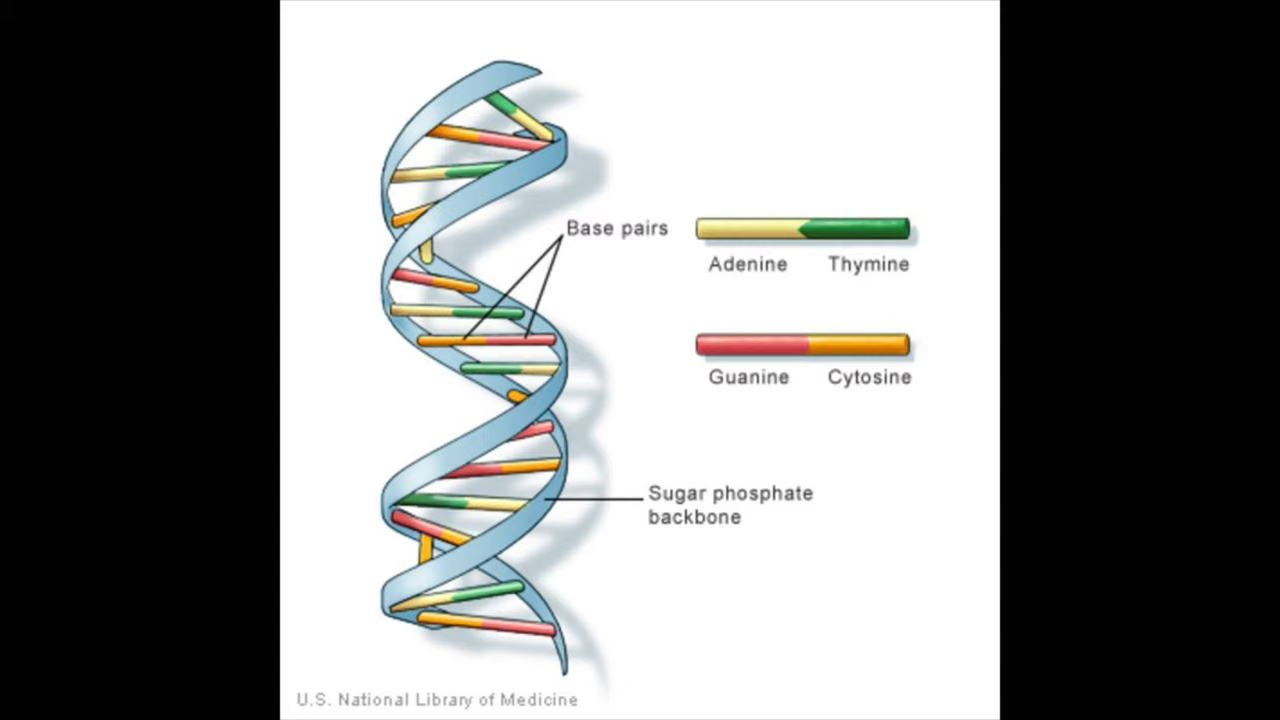 Base pairs
Adenine Thymine
Guanine Cytosine
Sugar phosphate
backbone
U.S. National Library of Medicine